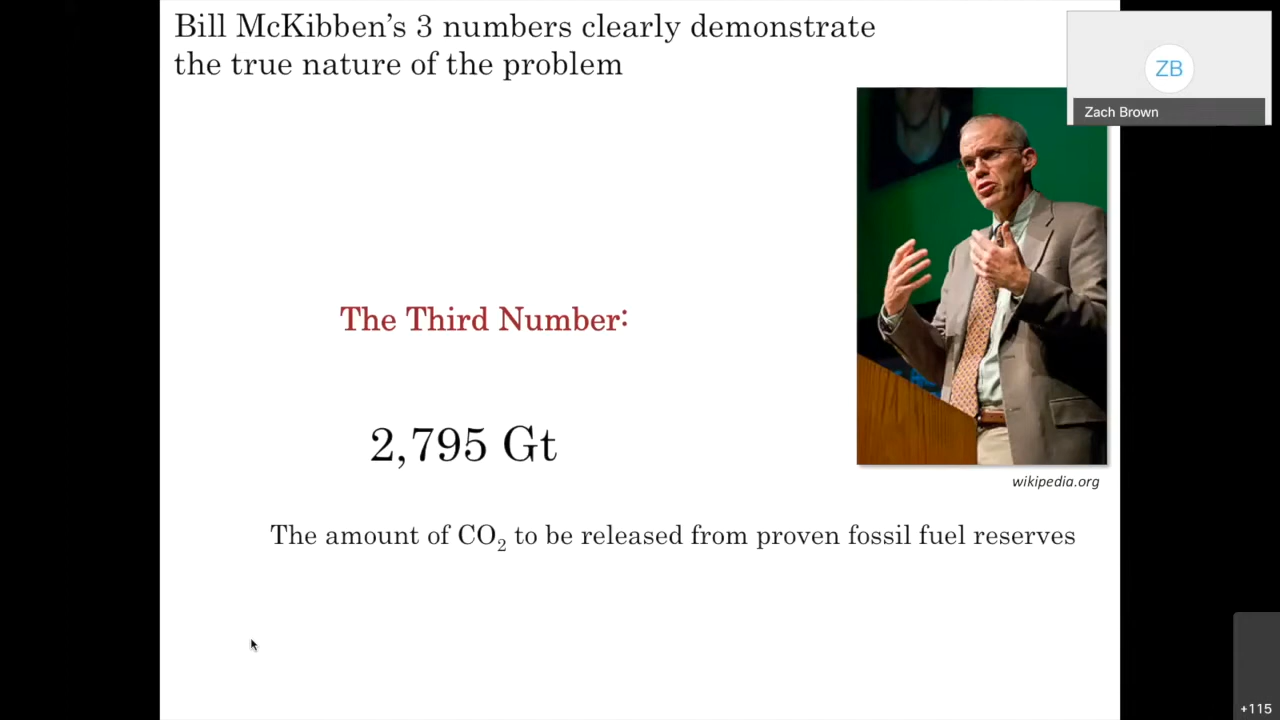 Bill McKibben’s 3 numbers clearly demonstrate
the true nature of the problem
ZB
Zach Brown
The Third Number:
2,795 Gt
wikipedia.org
The amount of CO₂ to be released from proven fossil fuel reserves
+115